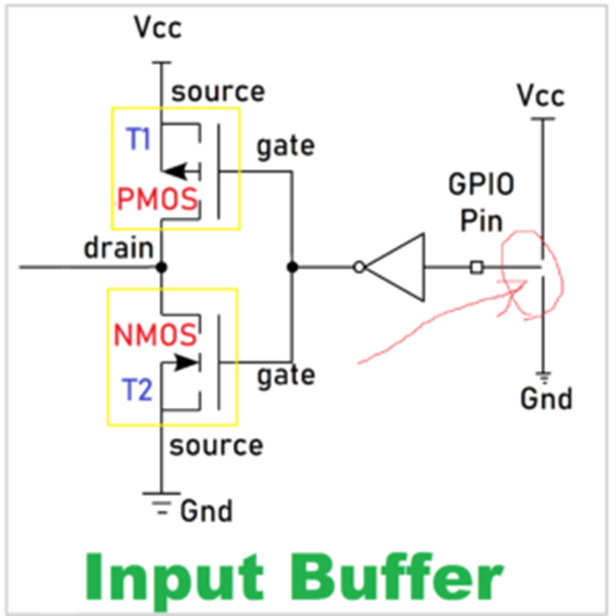 Vcc
source
T1
gate
PMOS
drain
Vcc
GPIO
Pin
NMOS
T2
gate
source
Gnd
Gnd
Input Buffer